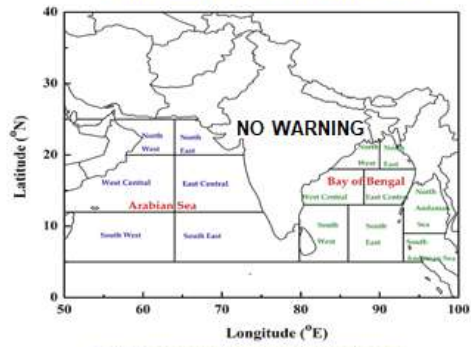 40
30
20
10
0
Latitude (°N)
NO WARNING
North West
North East
West Central
East Central
Arabian Sea
South West
South East
North West
North East
Bay of Bengal
West Central
East Central
South West
South East
North Andaman Sea
South Andaman Sea
50 60 70 80 90 100
Longitude (°E)